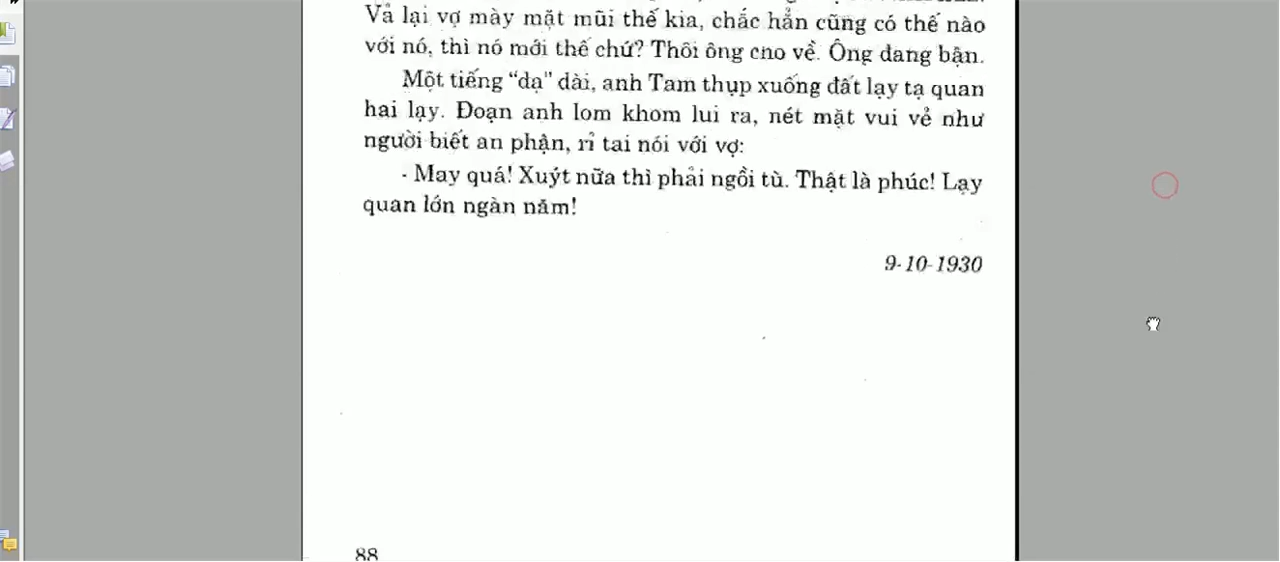 Vả lại vợ mày mặt mũi thế kia, chắc hẳn cũng có thế nào
với nó, thì nó mới thế chứ? Thôi ông cho về. Ông đang bận.
Một tiếng “dạ” dài, anh Tam thụp xuống đất lạy tạ quan
hai lạy. Đoạn anh lom khom lui ra, nét mặt vui vẻ như
người biết an phận, rỉ tai nói với vợ:
- May quá! Xuýt nữa thì phải ngồi tù. Thật là phúc! Lạy
quan lớn ngàn năm!
9-10-1930
88